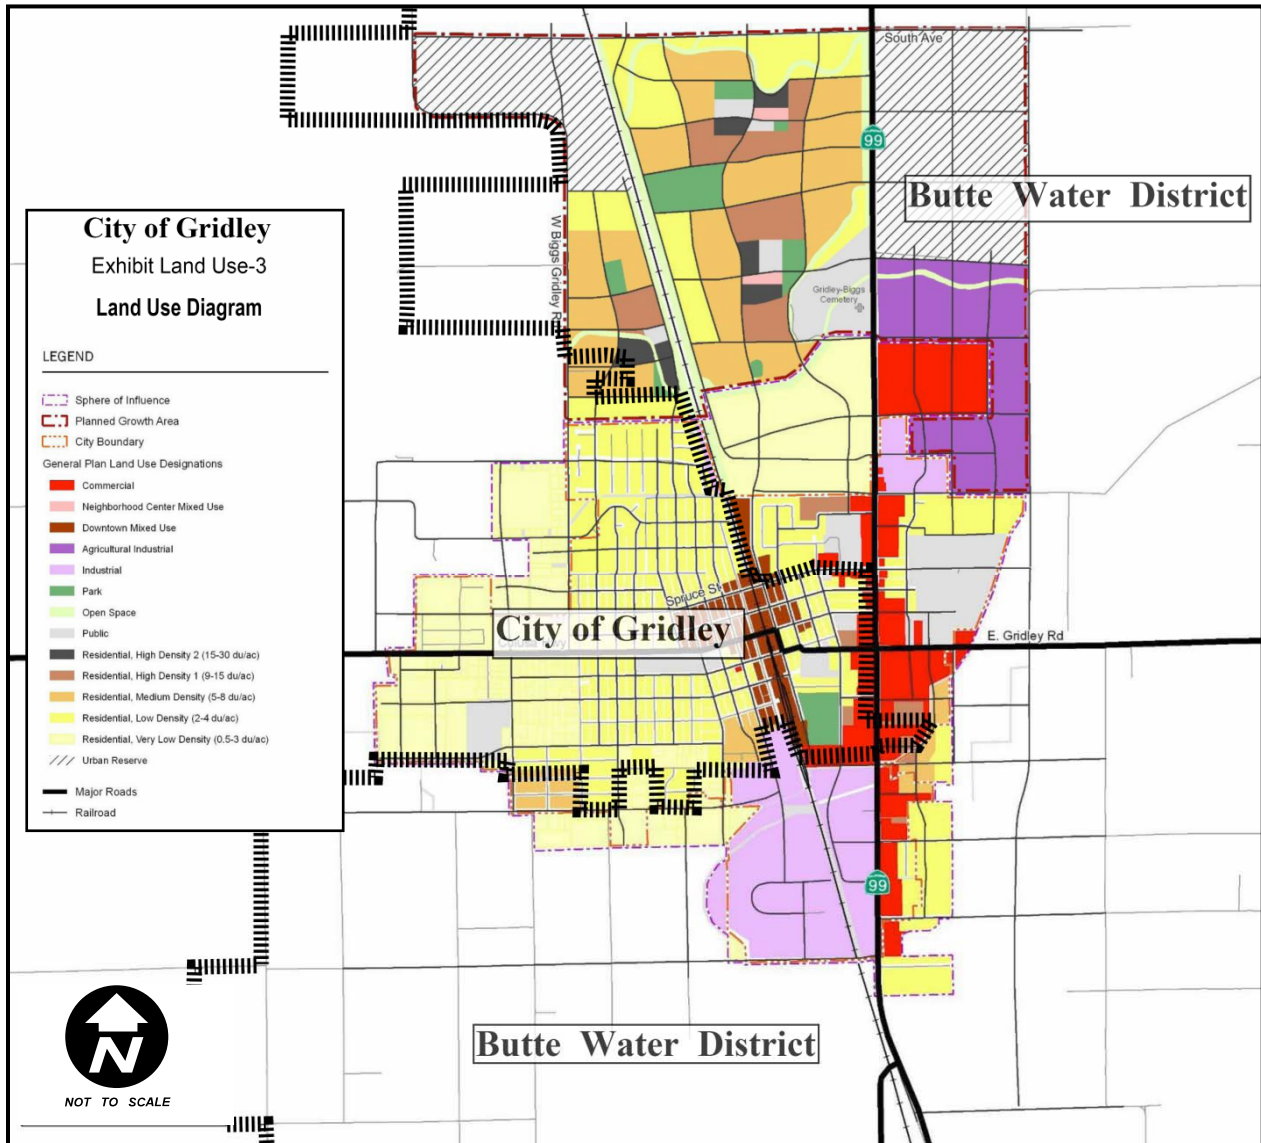 South Ave
99
Butte Water District
City of Gridley
Exhibit Land Use-3
Land Use Diagram
LEGEND
Sphere of Influence
Planned Growth Area
City Boundary
General Plan Land Use Designations
Commercial
Neighborhood Center Mixed Use
Downtown Mixed Use
Agricultural Industrial
Industrial
Park
Open Space
Public
Residential, High Density 2 (15-30 du/ac)
Residential, High Density 1 (9-15 du/ac)
Residential, Medium Density (5-8 du/ac)
Residential, Low Density (2-4 du/ac)
Residential, Very Low Density (0.5-3 du/ac)
Urban Reserve
Major Roads
Railroad
W Biggs Gridley R
Gridley-Biggs
Cemetery
Spruce St
City of Gridley
E. Gridley Rd
99
Butte Water District
N
NOT TO SCALE